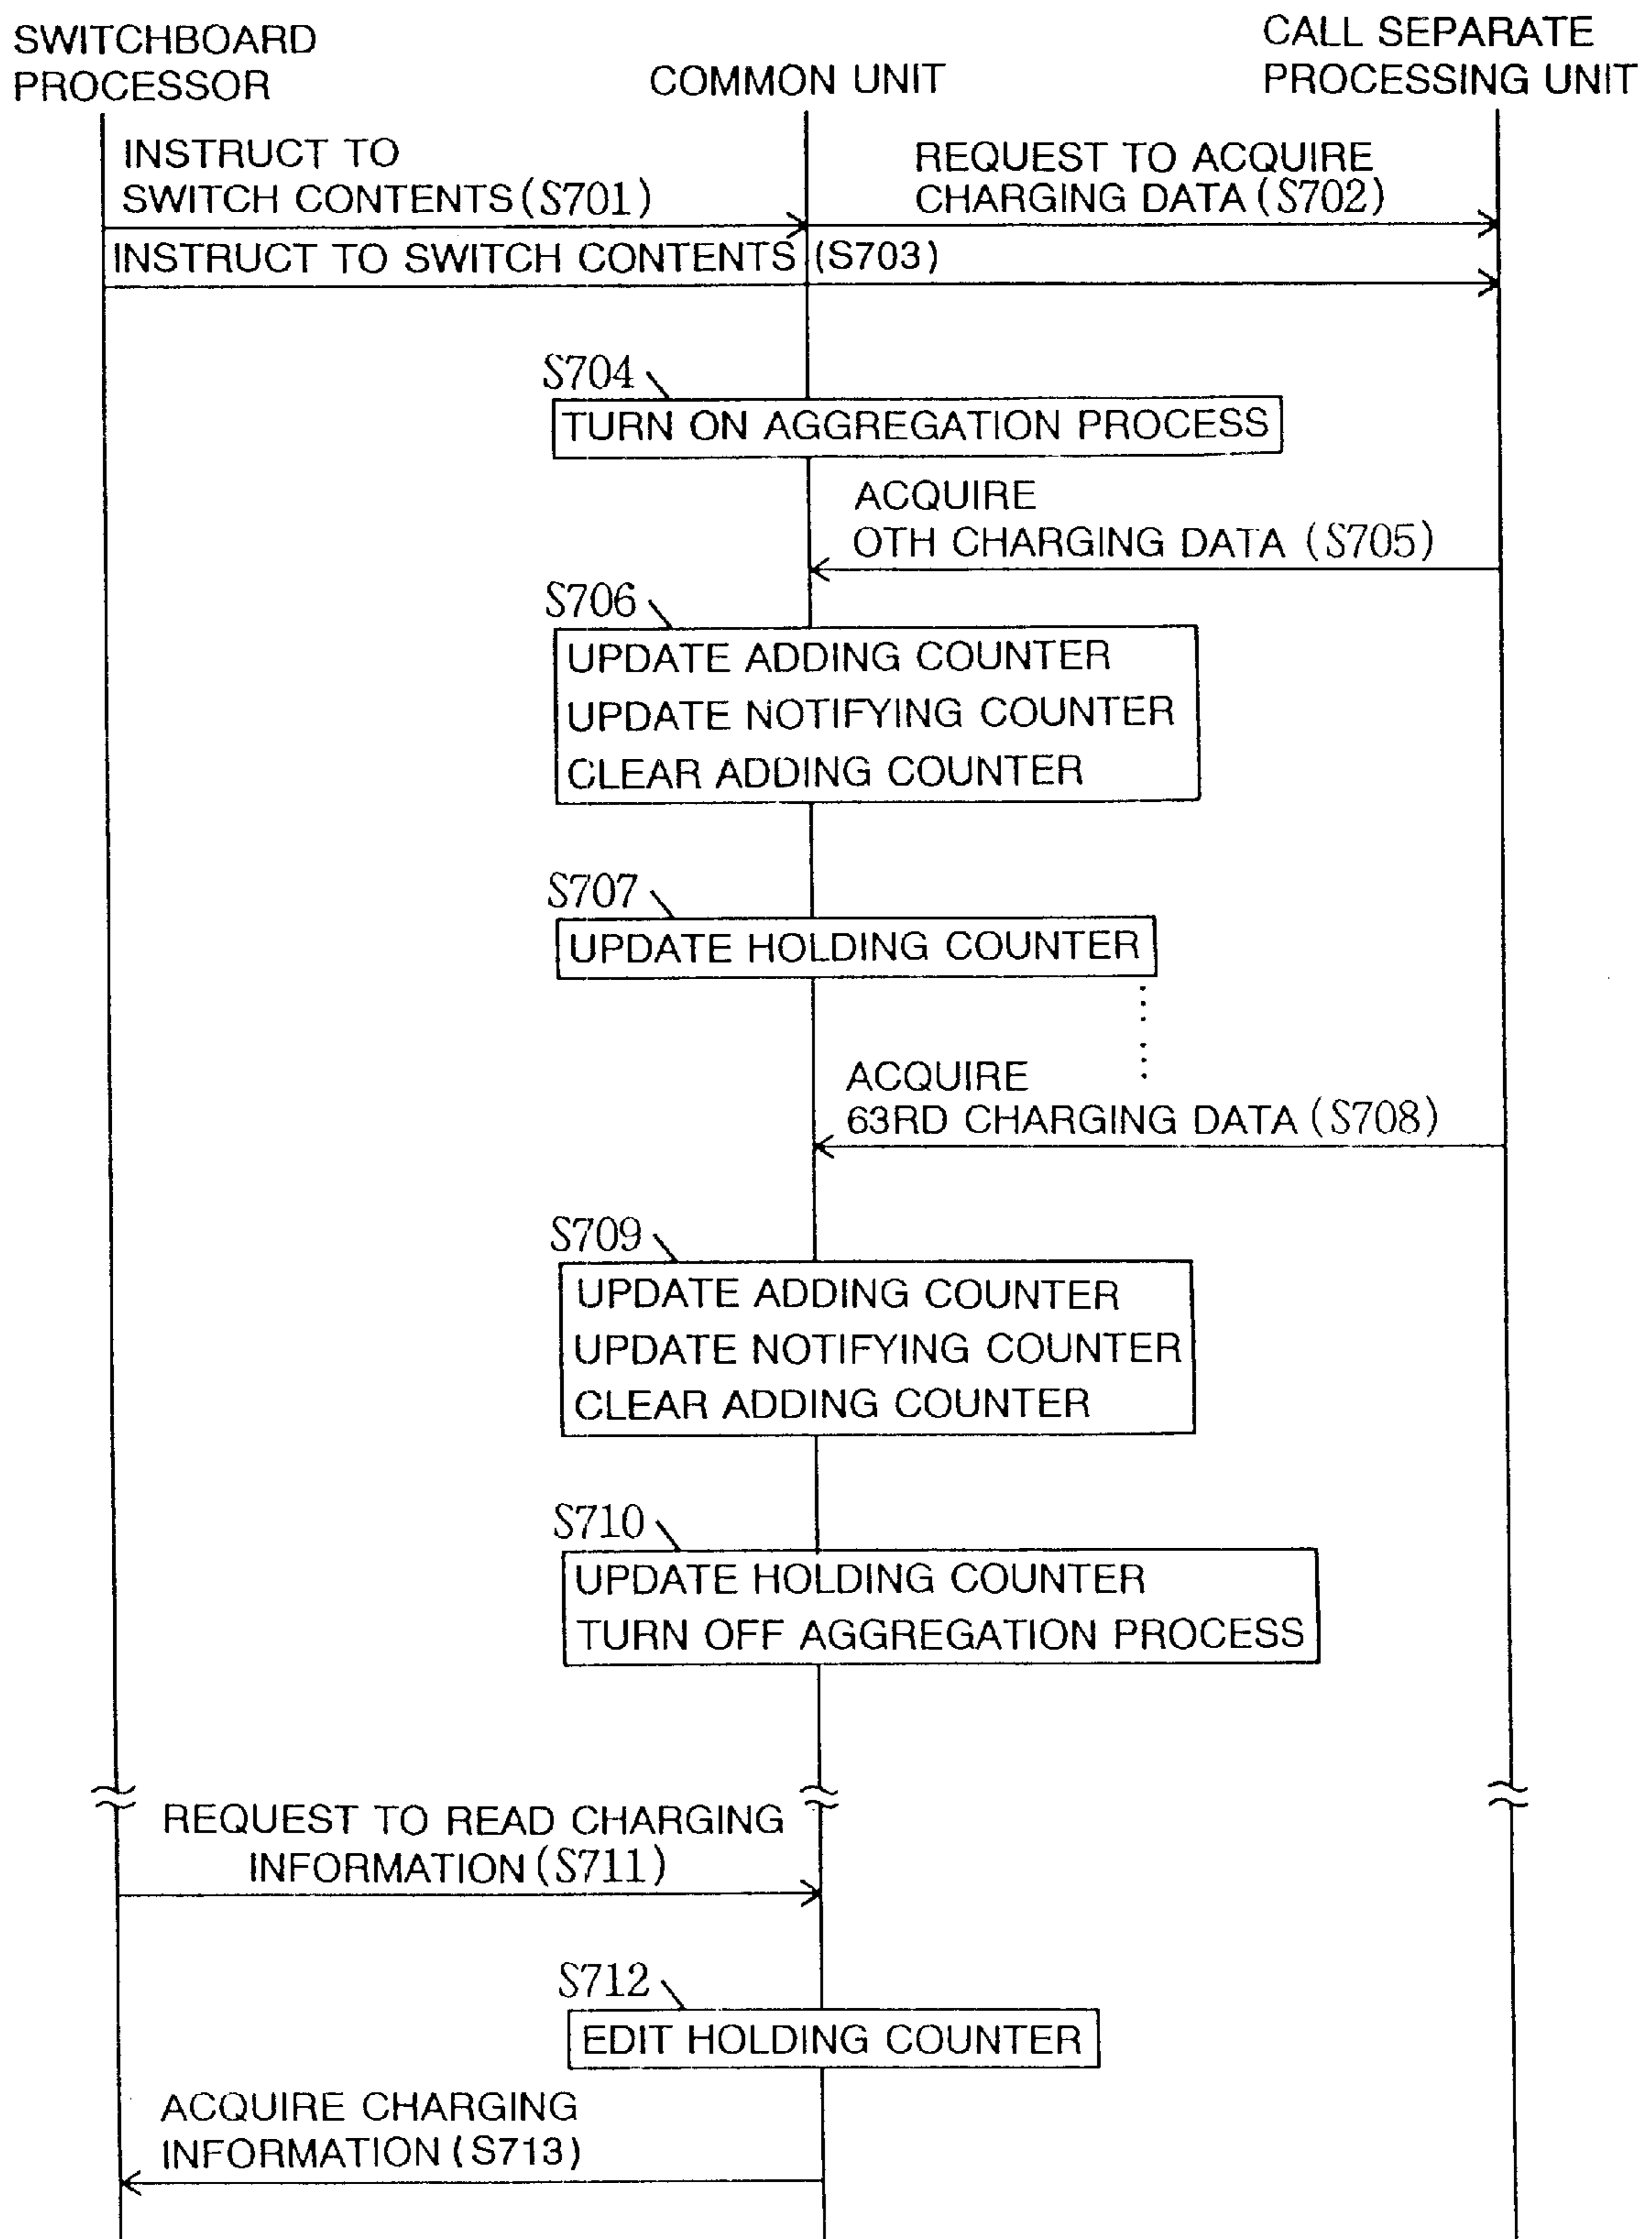 SWITCHBOARD
PROCESSOR
COMMON UNIT
CALL SEPARATE
PROCESSING UNIT
INSTRUCT TO
SWITCH CONTENTS (S701)
REQUEST TO ACQUIRE
CHARGING DATA (S702)
INSTRUCT TO SWITCH CONTENTS (S703)
S704
TURN ON AGGREGATION PROCESS
ACQUIRE
0TH CHARGING DATA (S705)
S706
UPDATE ADDING COUNTER
UPDATE NOTIFYING COUNTER
CLEAR ADDING COUNTER
S707
UPDATE HOLDING COUNTER
ACQUIRE
63RD CHARGING DATA (S708)
S709
UPDATE ADDING COUNTER
UPDATE NOTIFYING COUNTER
CLEAR ADDING COUNTER
S710
UPDATE HOLDING COUNTER
TURN OFF AGGREGATION PROCESS
REQUEST TO READ CHARGING
INFORMATION (S711)
S712
EDIT HOLDING COUNTER
ACQUIRE CHARGING
INFORMATION (S713)